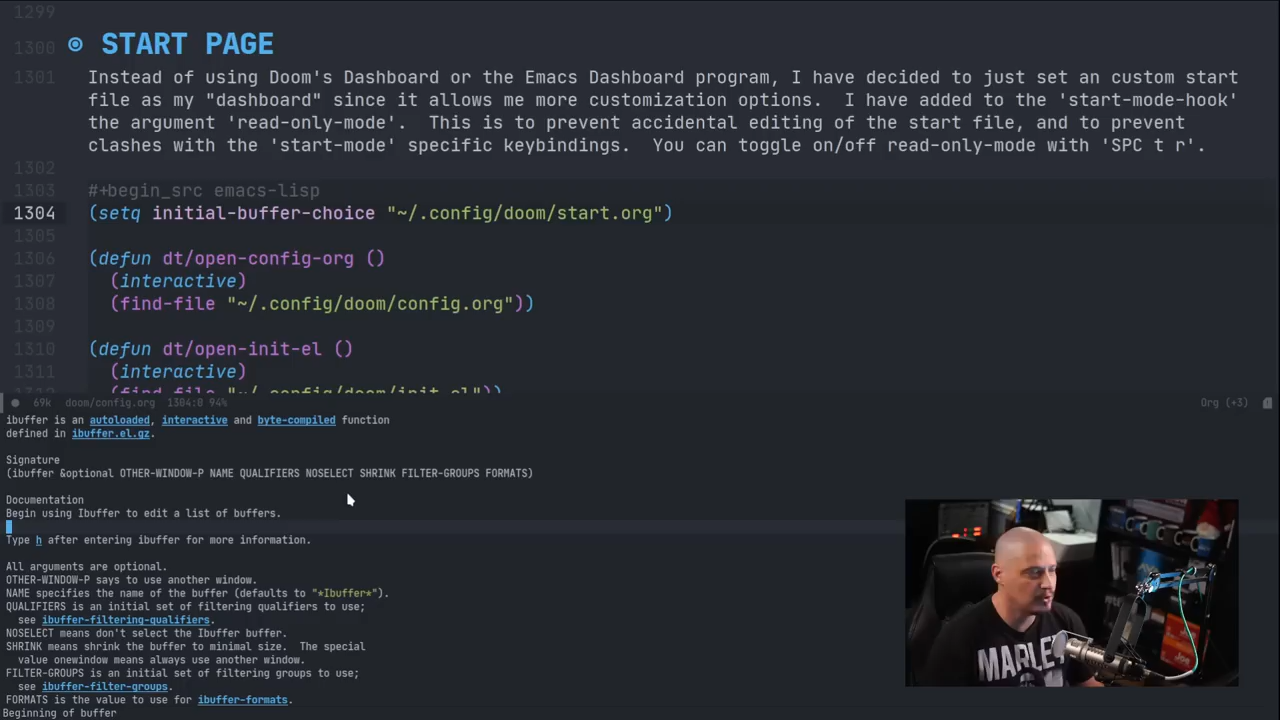 1299
1300 START PAGE
1301 Instead of using Doom's Dashboard or the Emacs Dashboard program, I have decided to just set an custom start
file as my "dashboard" since it allows me more customization options.  I have added to the 'start-mode-hook'
the argument 'read-only-mode'.  This is to prevent accidental editing of the start file, and to prevent
clashes with the 'start-mode' specific keybindings.  You can toggle on/off read-only-mode with 'SPC t r'.
1302
1303 #+begin_src emacs-lisp
1304 (setq initial-buffer-choice "~/.config/doom/start.org")
1305
1306 (defun dt/open-config-org ()
1307 (interactive)
1308 (find-file "~/.config/doom/config.org"))
1309
1310 (defun dt/open-init-el ()
1311 (interactive)
1312 (find-file "~/.config/doom/init.el"))
69k doom/config.org 1304:0 94% Org (+3)
ibuffer is an autoloaded, interactive and byte-compiled function
defined in ibuffer.el.gz.
Signature
(ibuffer &optional OTHER-WINDOW-P NAME QUALIFIERS NOSELECT SHRINK FILTER-GROUPS FORMATS)
Documentation
Begin using Ibuffer to edit a list of buffers.
Type h after entering ibuffer for more information.
All arguments are optional.
OTHER-WINDOW-P says to use another window.
NAME specifies the name of the buffer (defaults to "*Ibuffer*").
QUALIFIERS is an initial set of filtering qualifiers to use;
see ibuffer-filtering-qualifiers.
NOSELECT means don't select the Ibuffer buffer.
SHRINK means shrink the buffer to minimal size.  The special
value onewindow means always use another window.
FILTER-GROUPS is an initial set of filtering groups to use;
see ibuffer-filter-groups.
FORMATS is the value to use for ibuffer-formats.
Beginning of buffer